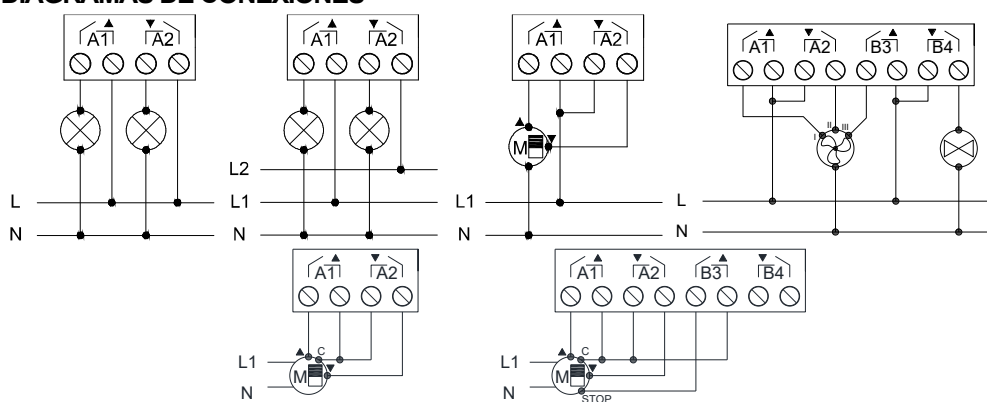 DIAGRAMAS DE CONEXIONES
A1 A2
A1 A2
A1 A2
A1 A2 B3 B4
M
I II III
L2
L
L1
L1
L
N
N
N
N
A1 A2
A1 A2 B3 B4
C
C
L1
M
L1
M
N
N
STOP